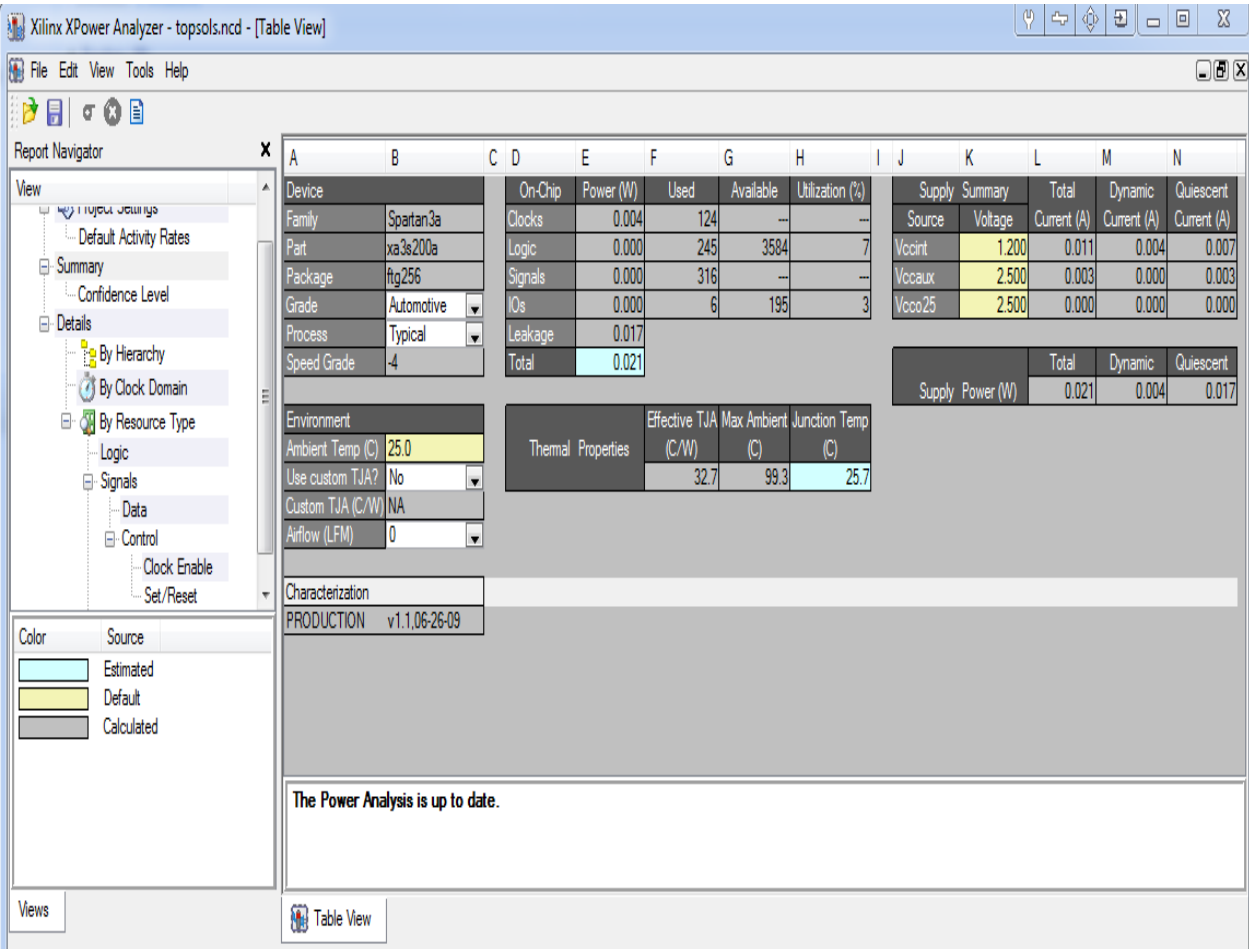 Xilinx XPower Analyzer - topsols.ncd - [Table View]
File Edit View Tools Help
Report Navigator
View
Project Settings
Default Activity Rates
Summary
Confidence Level
Details
By Hierarchy
By Clock Domain
By Resource Type
Logic
Signals
Data
Control
Clock Enable
Set/Reset
Color Source
Estimated
Default
Calculated
Views
A B C D E F G H I J K L M N
Device
Family Spartan3a
Part xa3s200a
Package ftg256
Grade Automotive
Process Typical
Speed Grade -4
Environment
Ambient Temp (C) 25.0
Use custom TJA? No
Custom TJA (C/W) NA
Airflow (LFM) 0
Characterization
PRODUCTION v1.1,06-26-09
On-Chip Power (W) Used Available Utilization (%)
Clocks 0.004 124 --- ---
Logic 0.000 245 3584 7
Signals 0.000 316 --- ---
IOs 0.000 6 195 3
Leakage 0.017
Total 0.021
Effective TJA Max Ambient Junction Temp
Thermal Properties (C/W) (C) (C)
32.7 99.3 25.7
Supply Summary Total Dynamic Quiescent
Source Voltage Current (A) Current (A) Current (A)
Vccint 1.200 0.011 0.004 0.007
Vccaux 2.500 0.003 0.000 0.003
Vcco25 2.500 0.000 0.000 0.000
Total Dynamic Quiescent
Supply Power (W) 0.021 0.004 0.017
The Power Analysis is up to date.
Table View